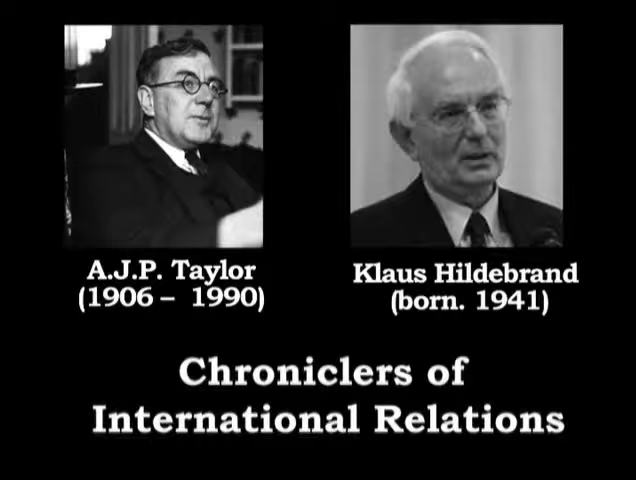 A.J.P. Taylor
(1906 – 1990)
Klaus Hildebrand
(born. 1941)
Chroniclers of
International Relations